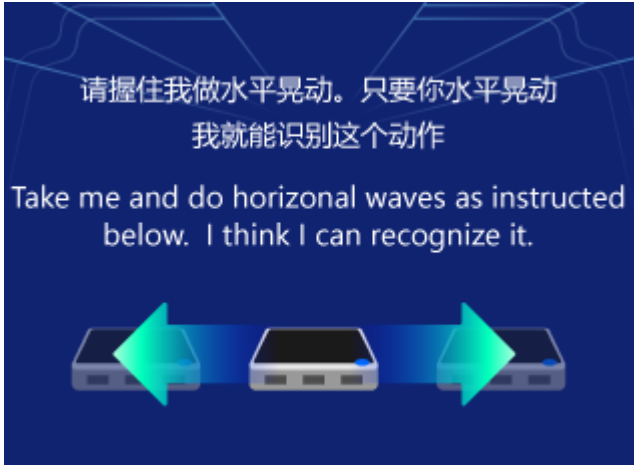 请握住我做水平晃动。只要你水平晃动
我就能识别这个动作
Take me and do horizonal waves as instructed
below.  I think I can recognize it.